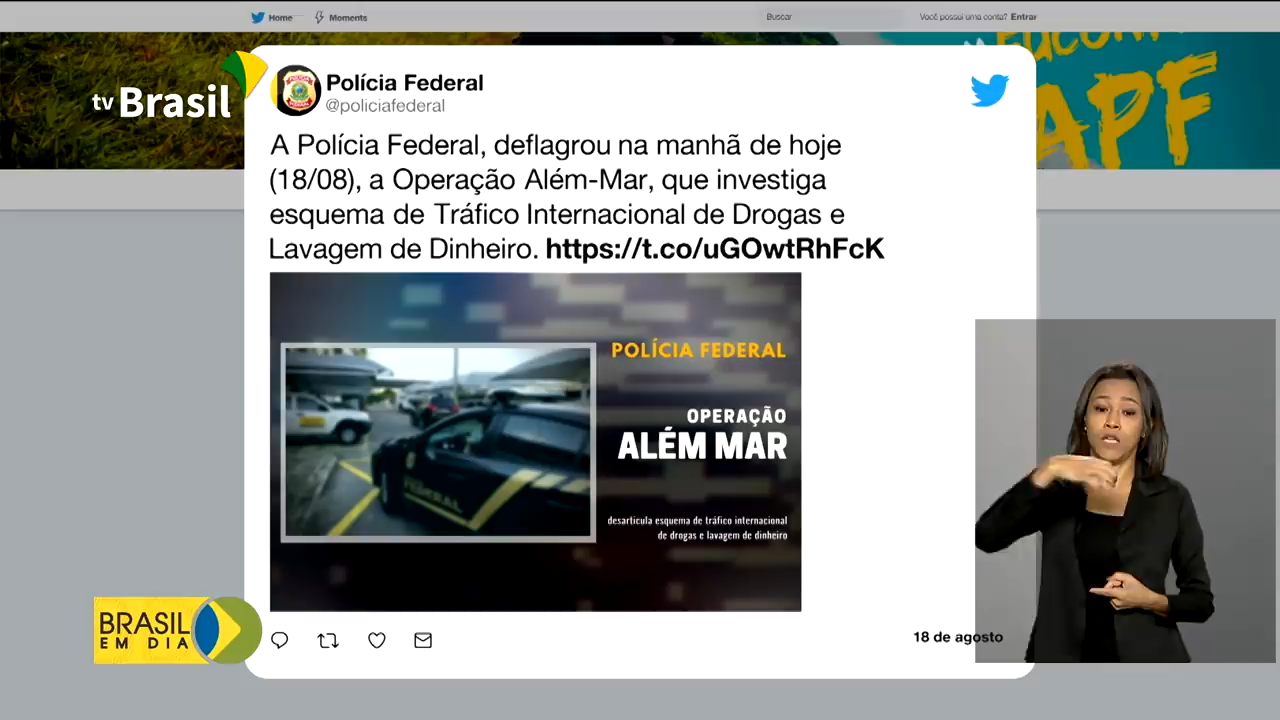 Home
Moments
Buscar
Você possui uma conta? Entrar
tv Brasil
APF
Polícia Federal
@policiafederal
A Polícia Federal, deflagrou na manhã de hoje
(18/08), a Operação Além-Mar, que investiga
esquema de Tráfico Internacional de Drogas e
Lavagem de Dinheiro. https://t.co/uGOwtRhFcK
POLÍCIA FEDERAL
OPERAÇÃO
ALÉM MAR
desarticula esquema de tráfico internacional
de drogas e lavagem de dinheiro
FEDERAL
BRASIL
EM DIA
18 de agosto